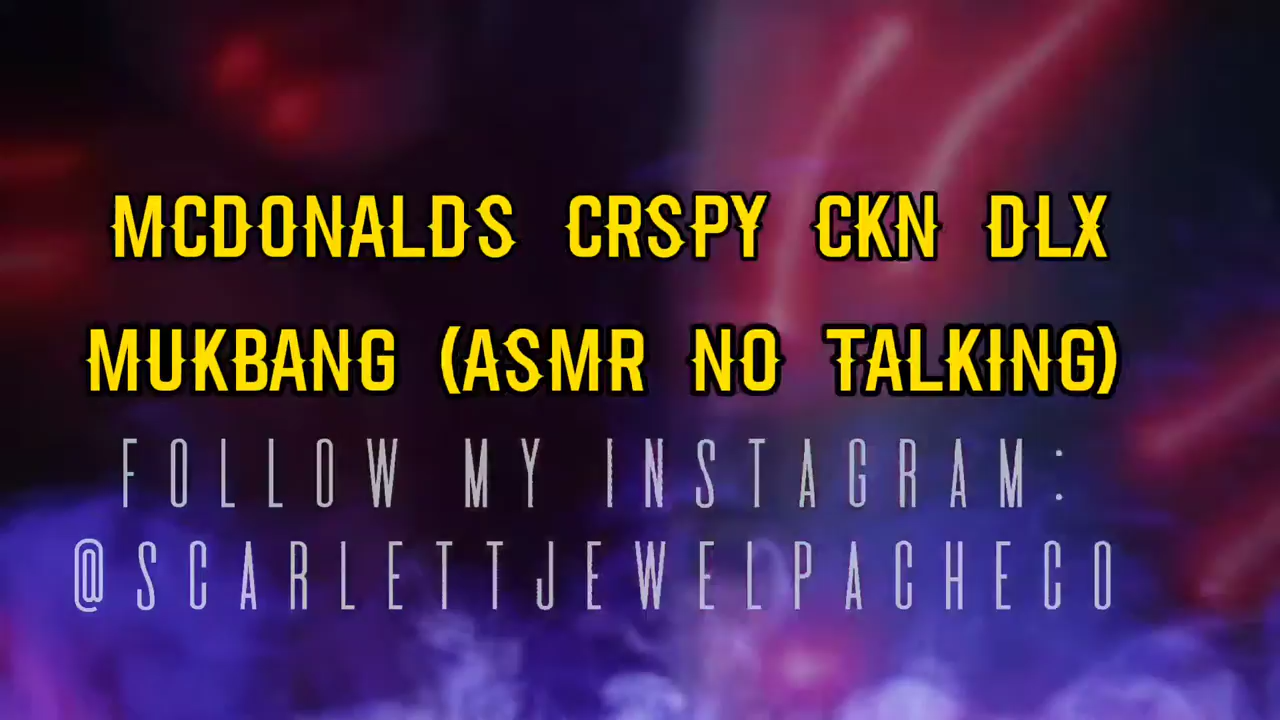 MCDONALDS CRSPY CKN DLX
MUKBANG (ASMR NO TALKING)
FOLLOW MY INSTAGRAM:
@SCARLETTJEWELPACHECO